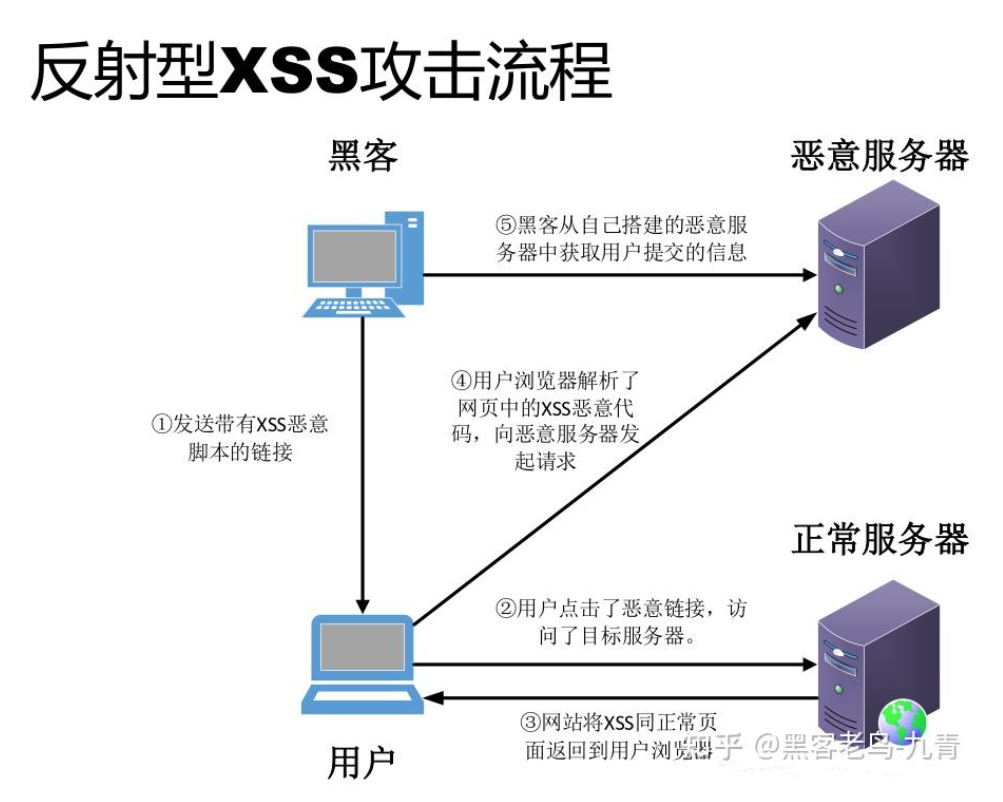 反射型XSS攻击流程
黑客
恶意服务器
⑤黑客从自己搭建的恶意服
务器中获取用户提交的信息
④用户浏览器解析了
网页中的XSS恶意代
码，向恶意服务器发
起请求
①发送带有XSS恶意
脚本的链接
正常服务器
②用户点击了恶意链接，访
问了目标服务器。
③网站将XSS同正常页
面返回到用户浏览器
用户
知乎 @黑客老鸟-九青